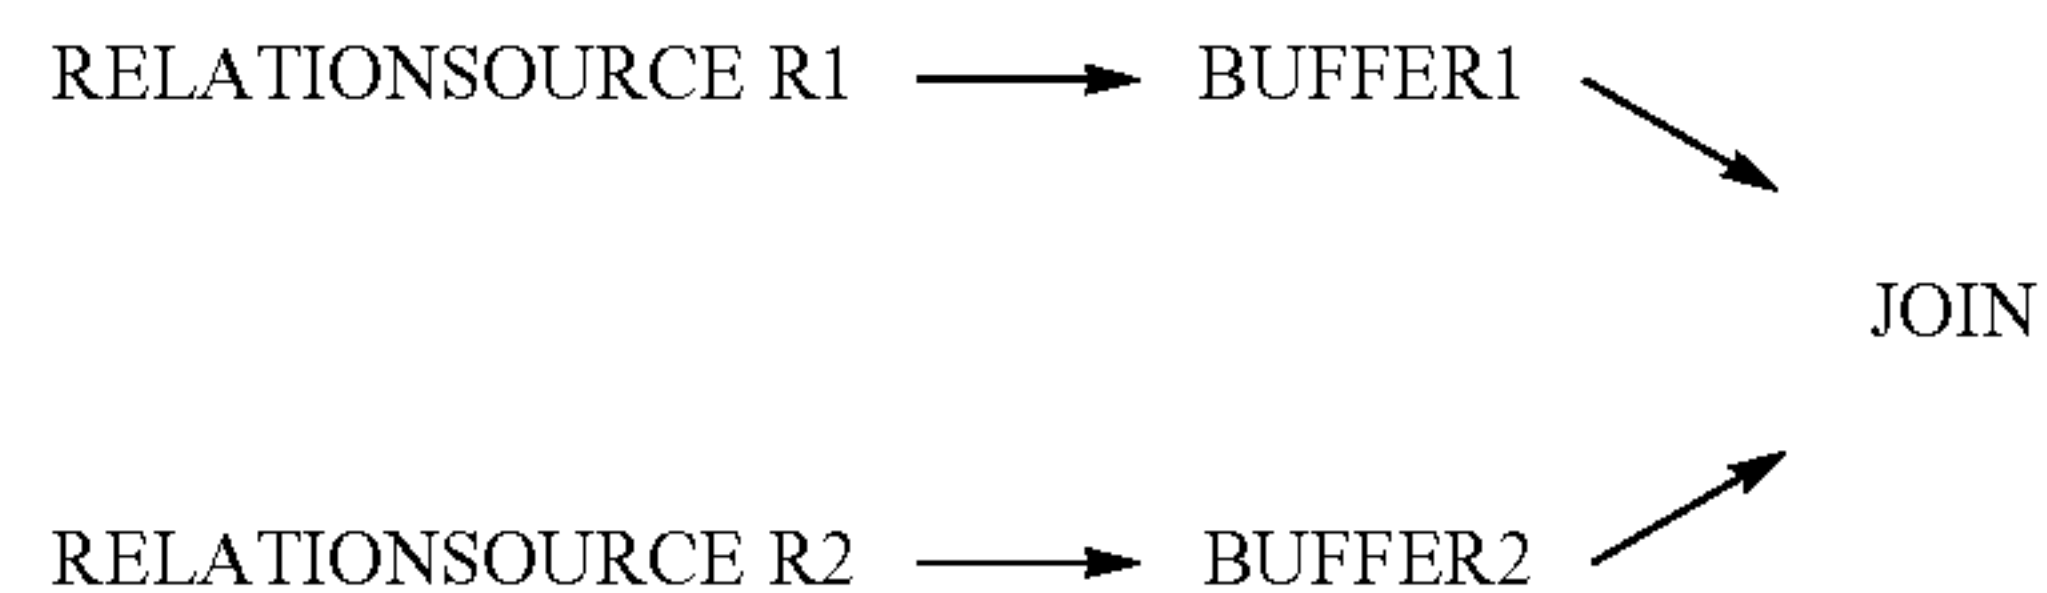 RELATIONSOURCE R1 BUFFER1
JOIN
RELATIONSOURCE R2 BUFFER2